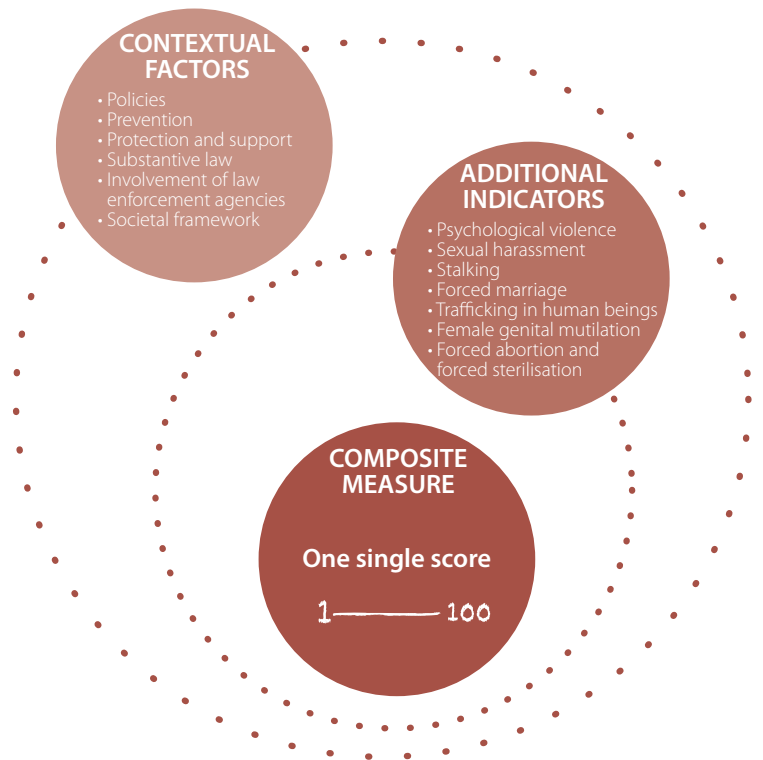 CONTEXTUAL
FACTORS
• Policies
• Prevention
• Protection and support
• Substantive law
• Involvement of law
enforcement agencies
• Societal framework
ADDITIONAL
INDICATORS
• Psychological violence
• Sexual harassment
• Stalking
• Forced marriage
• Trafficking in human beings
• Female genital mutilation
• Forced abortion and
forced sterilisation
COMPOSITE
MEASURE
One single score
1 100